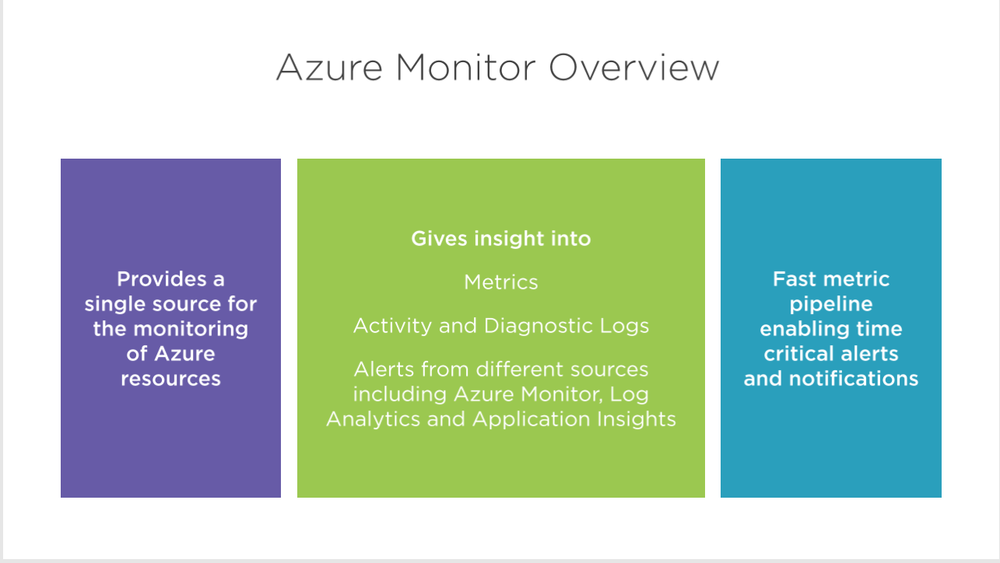 Azure Monitor Overview
Provides a
single source for
the monitoring
of Azure
resources
Gives insight into
Metrics
Activity and Diagnostic Logs
Alerts from different sources
including Azure Monitor, Log
Analytics and Application Insights
Fast metric
pipeline
enabling time
critical alerts
and notifications